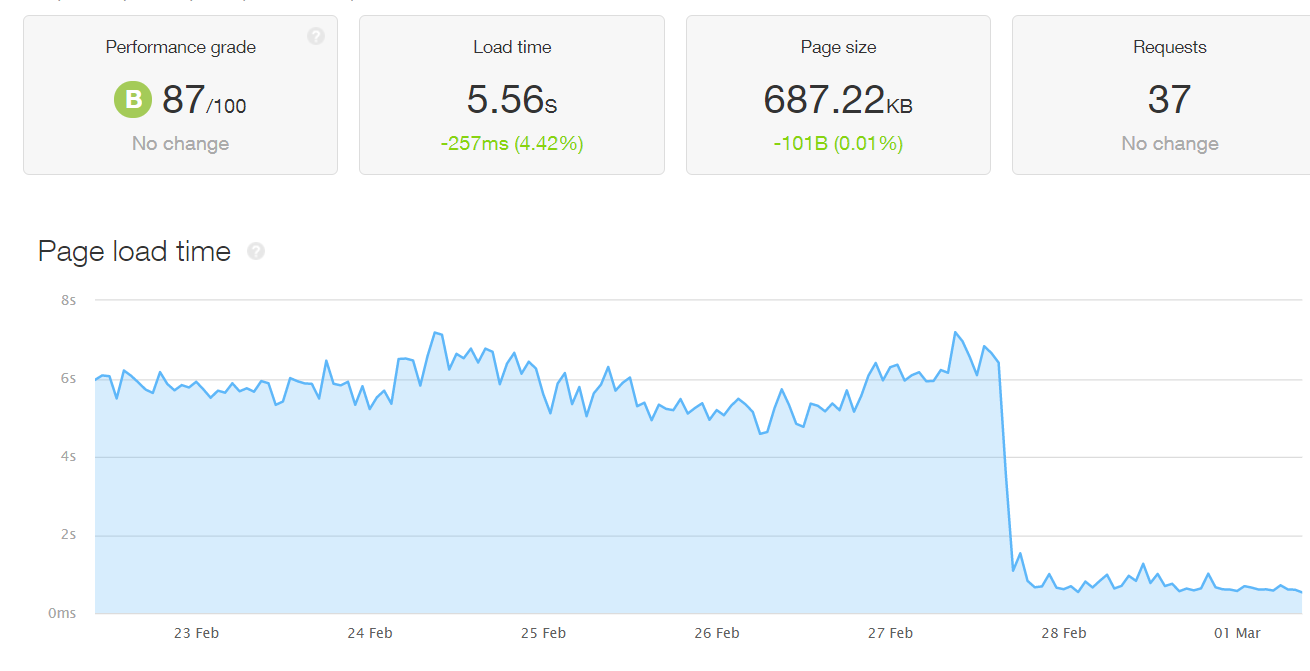 Performance grade ?
B 87/100
No change
Load time
5.56s
-257ms (4.42%)
Page size
687.22KB
-101B (0.01%)
Requests
37
No change
Page load time ?
8s
6s
4s
2s
0ms
23 Feb 24 Feb 25 Feb 26 Feb 27 Feb 28 Feb 01 Mar